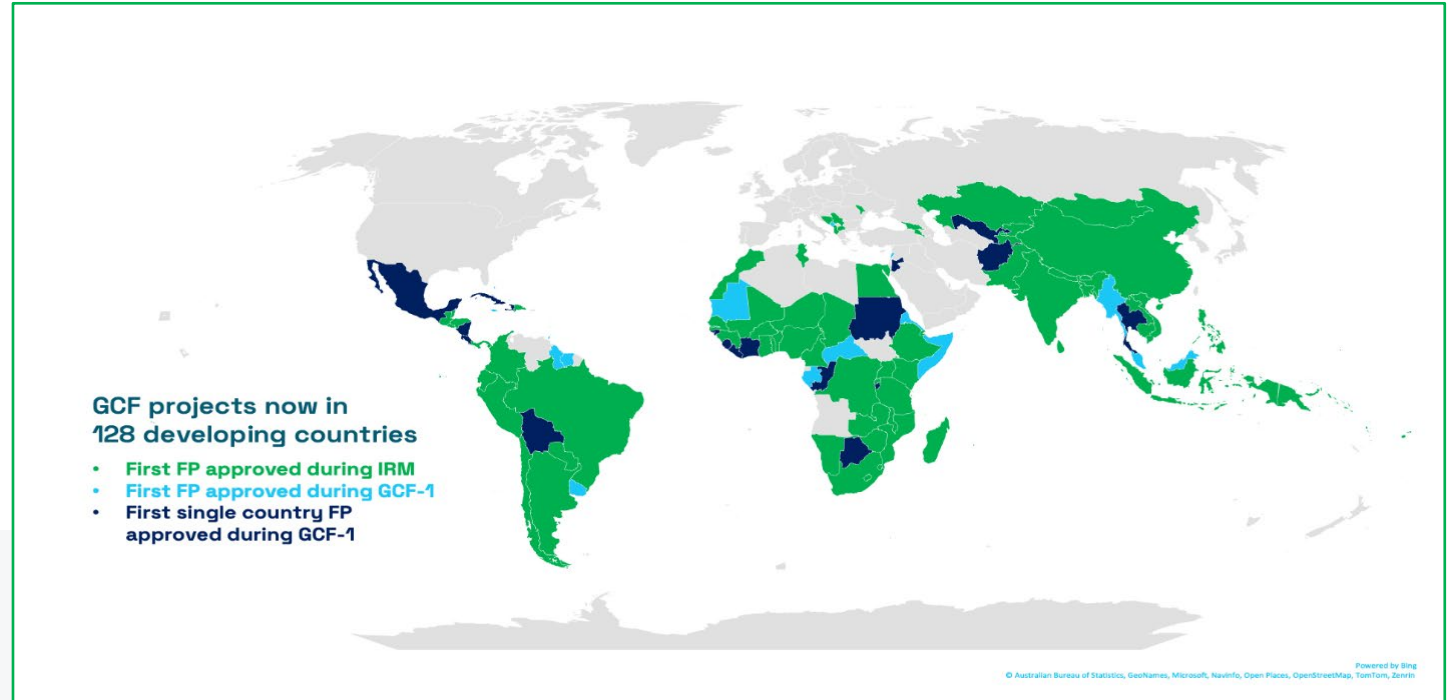 GCF projects now in
128 developing countries
• First FP approved during IRM
• First FP approved during GCF-1
• First single country FP
approved during GCF-1
Powered by Bing
© Australian Bureau of Statistics, GeoNames, Microsoft, Navinfo, Open Places, OpenStreetMap, TomTom, Zenrin